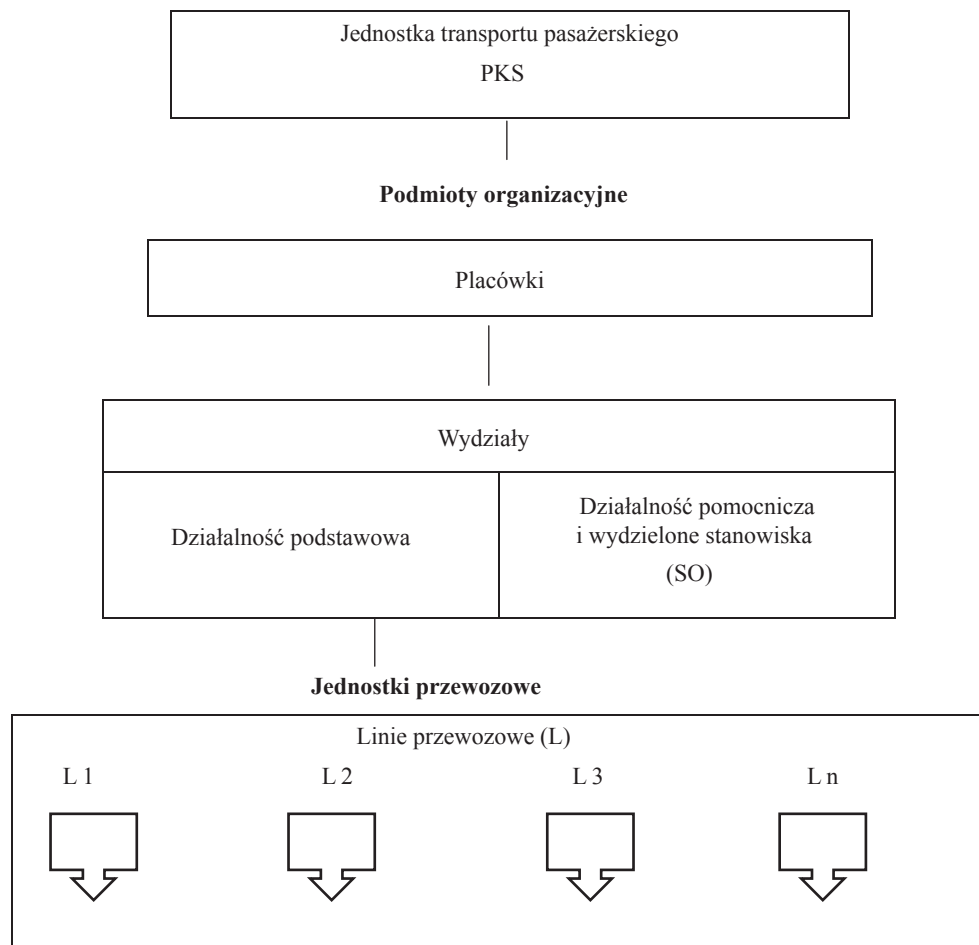 Jednostka transportu pasażerskiego
PKS
Podmioty organizacyjne
Placówki
Wydziały
Działalność podstawowa
Działalność pomocnicza
i wydzielone stanowiska
(SO)
Jednostki przewozowe
Linie przewozowe (L)
L 1
L 2
L 3
L n